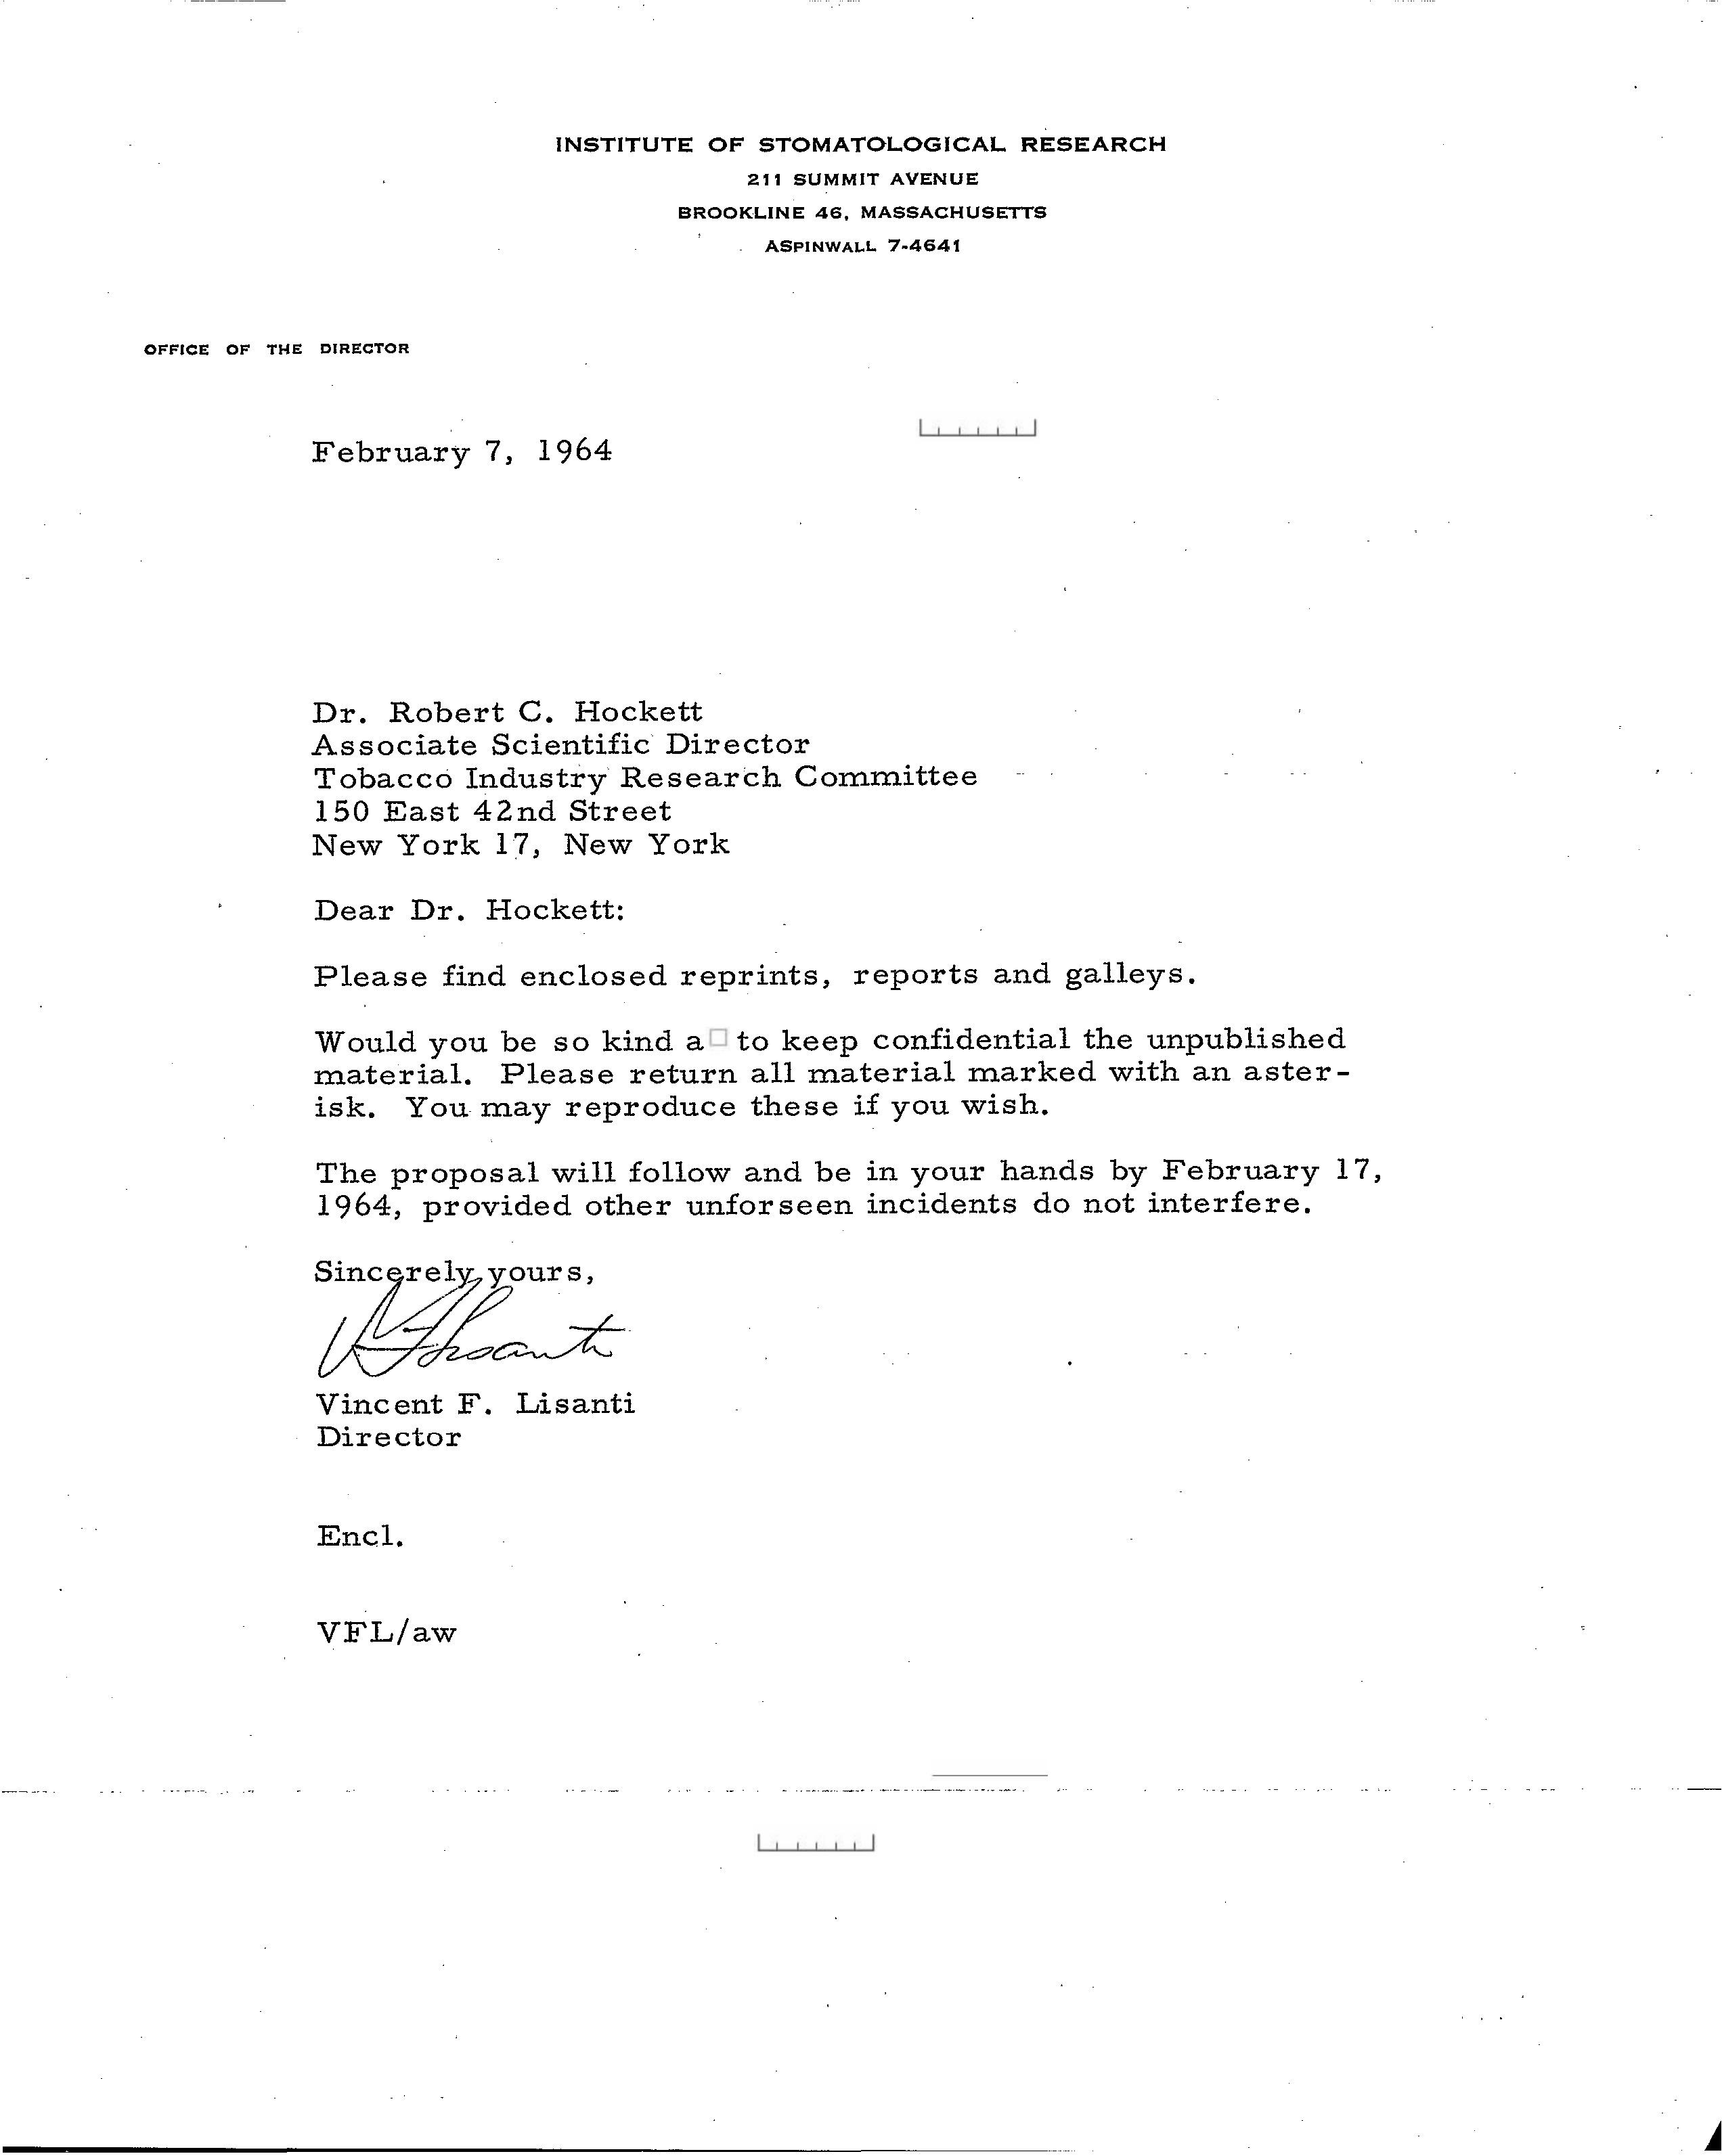 INSTITUTE OF STOMATOLOGICAL RESEARCH
211 SUMMIT AVENUE
BROOKLINE 46, MASSACHUSETTS
ASPINWALL 7-4641
OFFICE OF THE DIRECTOR
February 7, 1964
Dr. Robert C. Hockett
Associate Scientific Director
Tobacco Industry Research Committee
150 East 42nd Street
New York 17, New York
Dear Dr. Hockett:
Please find enclosed reprints, reports and galleys.
Would you be so kind a to keep confidential the unpublished
material. Please return all material marked with an aster-
isk. You may reproduce these if you wish.
The proposal will follow and be in your hands by February 17,
1964, provided other unforseen incidents do not interfere.
Sincerely yours,
Vincent F. Lisanti
Director
Encl.
VFL/aw